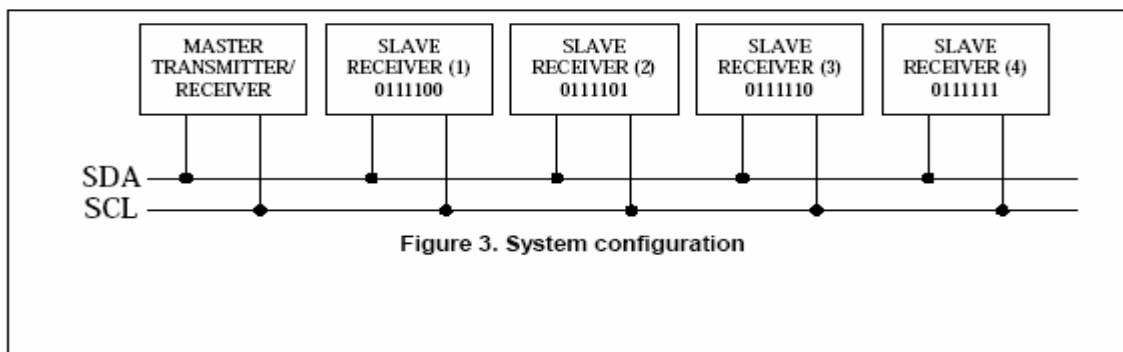 MASTER
TRANSMITTER/
RECEIVER
SLAVE
RECEIVER (1)
0111100
SLAVE
RECEIVER (2)
0111101
SLAVE
RECEIVER (3)
0111110
SLAVE
RECEIVER (4)
0111111
SDA
SCL
Figure 3. System configuration